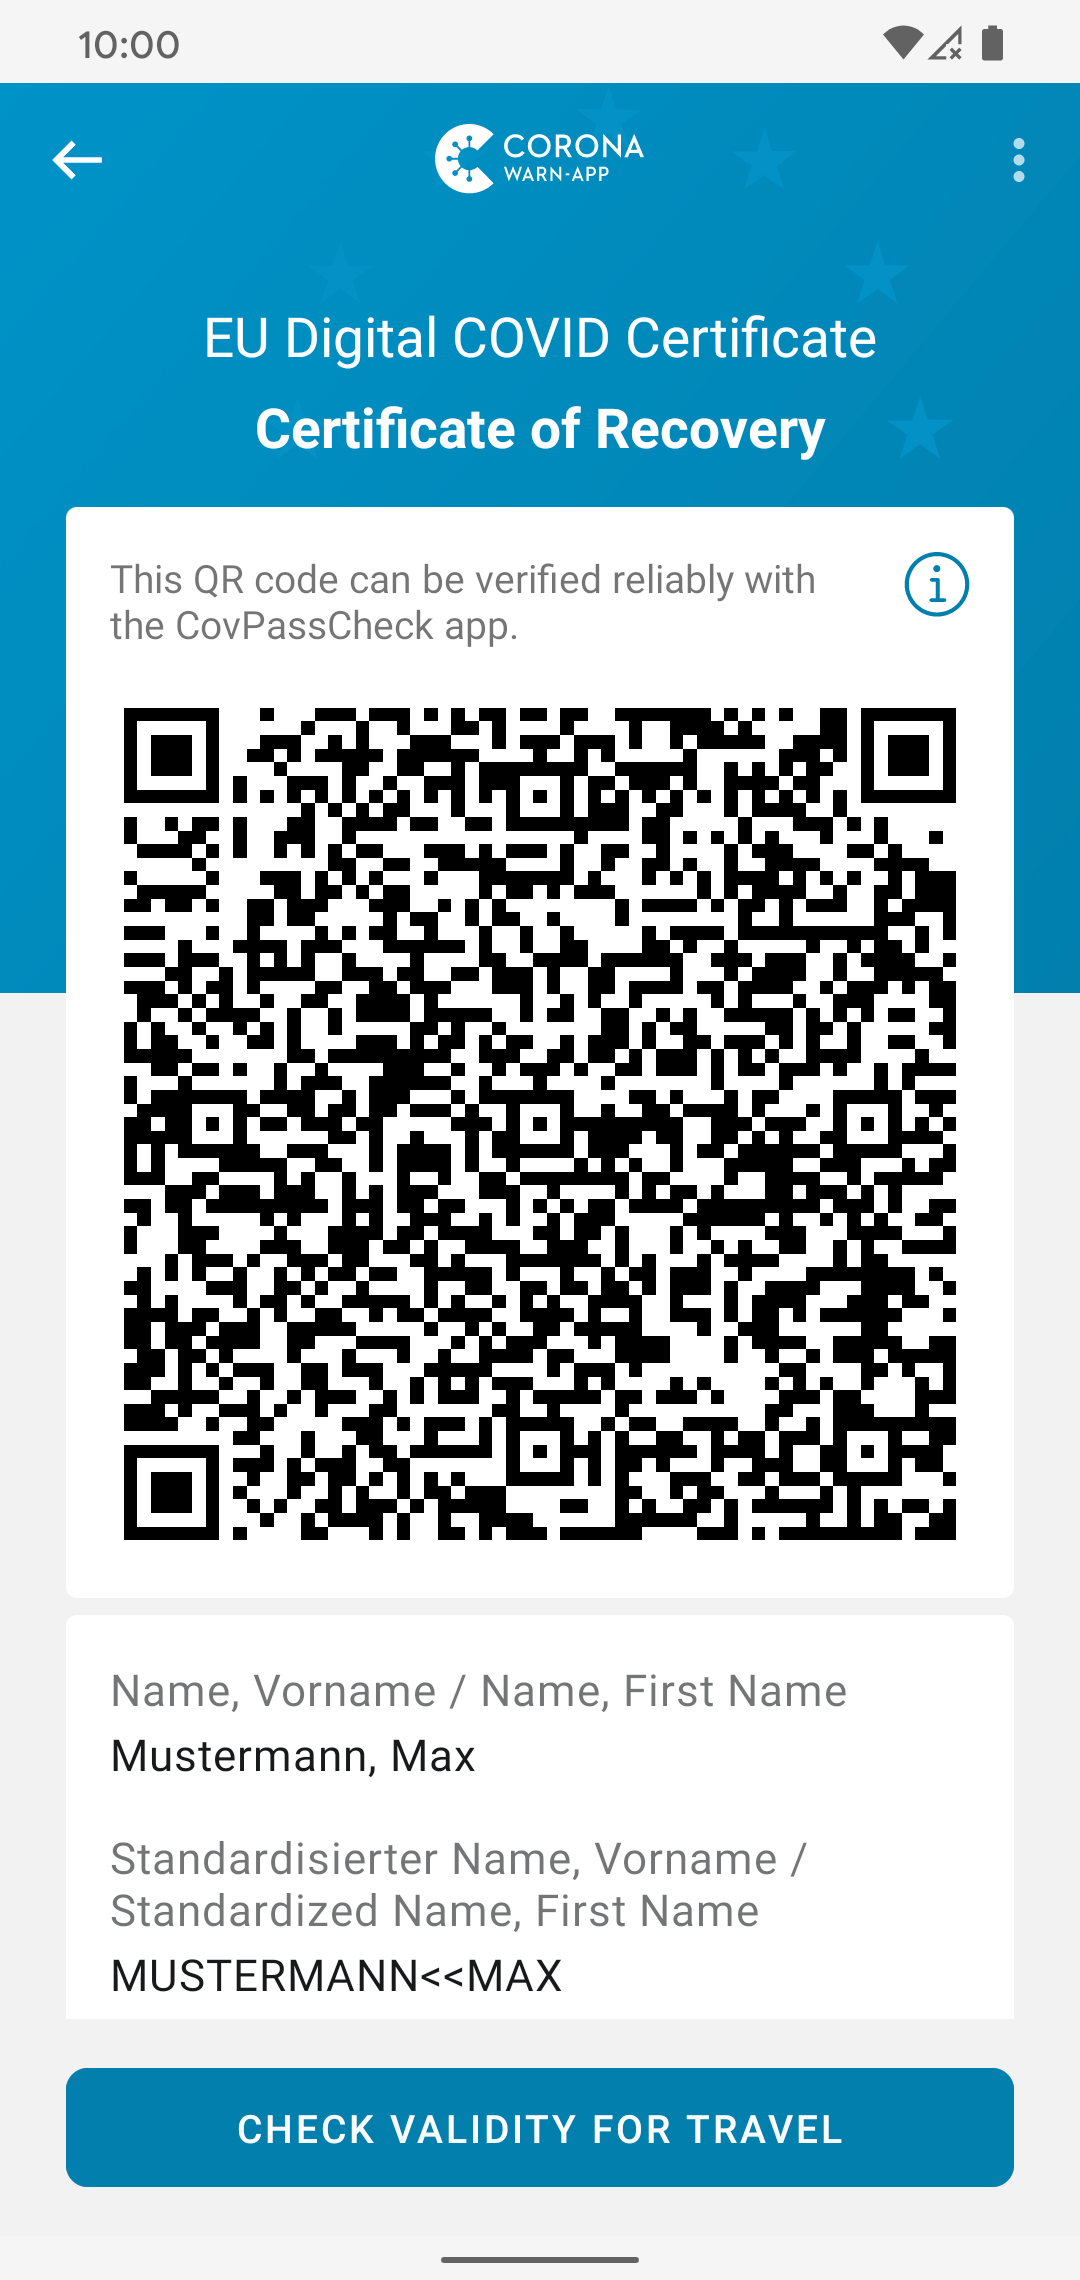 10:00
CORONA
WARN-APP
EU Digital COVID Certificate
Certificate of Recovery
This QR code can be verified reliably with
the CovPassCheck app.
Name, Vorname / Name, First Name
Mustermann, Max
Standardisierter Name, Vorname /
Standardized Name, First Name
MUSTERMANN<<MAX
CHECK VALIDITY FOR TRAVEL